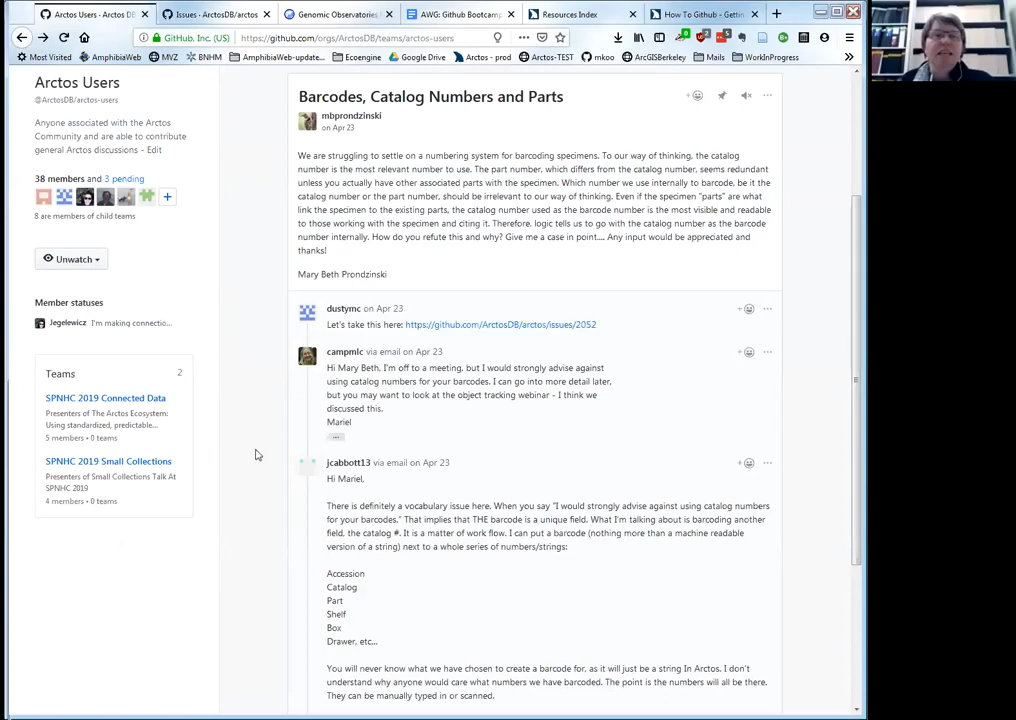 Arctos Users - Arctos DB
Issues - ArctosDB/arctos
Genomic Observatories
AWG: Github Bootcamp
Resources Index
How To Github - Getti
GitHub, Inc. (US)
https://github.com/orgs/ArctosDB/teams/arctos-users
Most Visited
AmphibiaWeb
MVZ
BNHM
AmphibiaWeb-update...
Ecoengine
Google Drive
Arctos - prod
Arctos-TEST
mkoo
ArcGISBerkeley
Mails
WorkInProgress
Arctos Users
@ArctosDB/arctos-users
Anyone associated with the Arctos
Community and are able to contribute
general Arctos discussions - Edit
38 members and 3 pending
8 are members of child teams
Unwatch
Member statuses
Jegelewicz I'm making connectio...
Teams 2
SPNHC 2019 Connected Data
Presenters of The Arctos Ecosystem:
Using standardized, predictable...
5 members • 0 teams
SPNHC 2019 Small Collections
Presenters of Small Collections Talk At
SPNHC 2019
4 members • 0 teams
Barcodes, Catalog Numbers and Parts
mbprondzinski
on Apr 23
We are struggling to settle on a numbering system for barcoding specimens. To our way of thinking, the catalog
number is the most relevant number to use. The part number, which differs from the catalog number, seems redundant
unless you actually have other associated parts with the specimen. Which number we use internally to barcode, be it the
catalog number or the part number, should be irrelevant to our way of thinking. Even if the specimen "parts" are what
link the specimen to the existing parts, the catalog number used as the barcode number is the most visible and readable
to those working with the specimen and citing it. Therefore, logic tells us to go with the catalog number as the barcode
number internally. How do you refute this and why? Give me a case in point.... Any input would be appreciated and
thanks!
Mary Beth Prondzinski
dustymc on Apr 23
Let's take this here: https://github.com/ArctosDB/arctos/issues/2052
campmlc via email on Apr 23
Hi Mary Beth, I'm off to a meeting, but I would strongly advise against
using catalog numbers for your barcodes. I can go into more detail later,
but you may want to look at the object tracking webinar - I think we
discussed this.
Mariel
...
jcabbott13 via email on Apr 23
Hi Mariel,
There is definitely a vocabulary issue here. When you say "I would strongly advise against using catalog numbers
for your barcodes." That implies that THE barcode is a unique field. What I'm talking about is barcoding another
field, the catalog #. It is a matter of work flow. I can put a barcode (nothing more than a machine readable
version of a string) next to a whole series of numbers/strings:
Accession
Catalog
Part
Shelf
Box
Drawer, etc...
You will never know what we have chosen to create a barcode for, as it will just be a string In Arctos. I don't
understand why anyone would care what numbers we have barcoded. The point is the numbers will all be there.
They can be manually typed in or scanned.